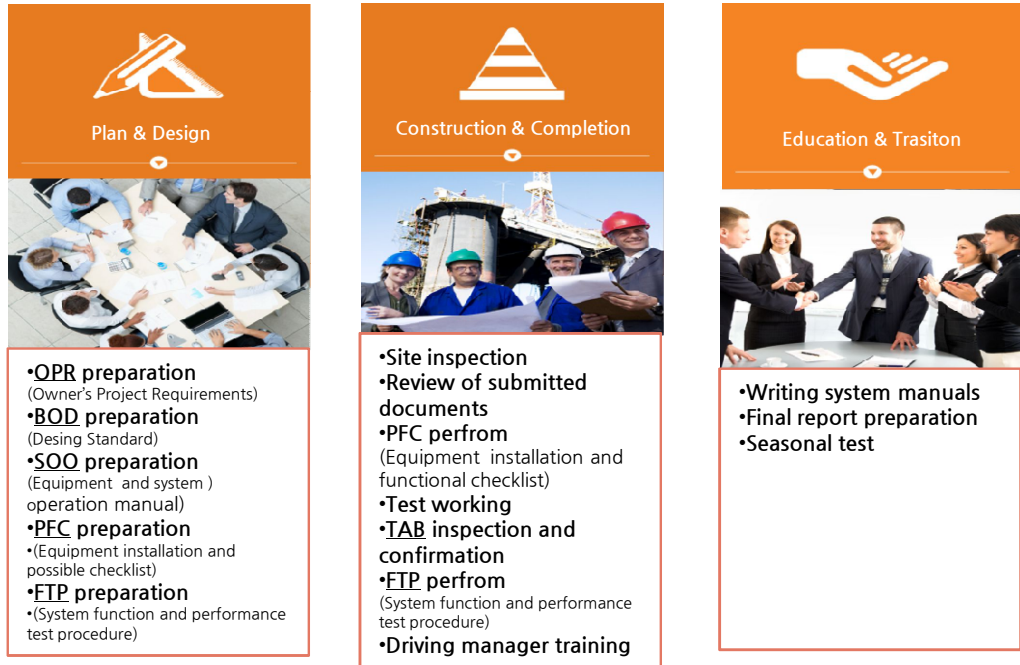 Plan & Design
•OPR preparation
(Owner's Project Requirements)
•BOD preparation
(Desing Standard)
•SOO preparation
(Equipment and system )
operation manual)
•PFC preparation
•(Equipment installation and
possible checklist)
•FTP preparation
•(System function and performance
test procedure)
Construction & Completion
•Site inspection
•Review of submitted
documents
•PFC perfrom
(Equipment installation and
functional checklist)
•Test working
•TAB inspection and
confirmation
•FTP perfrom
(System function and performance
test procedure)
•Driving manager training
Education & Trasiton
•Writing system manuals
•Final report preparation
•Seasonal test